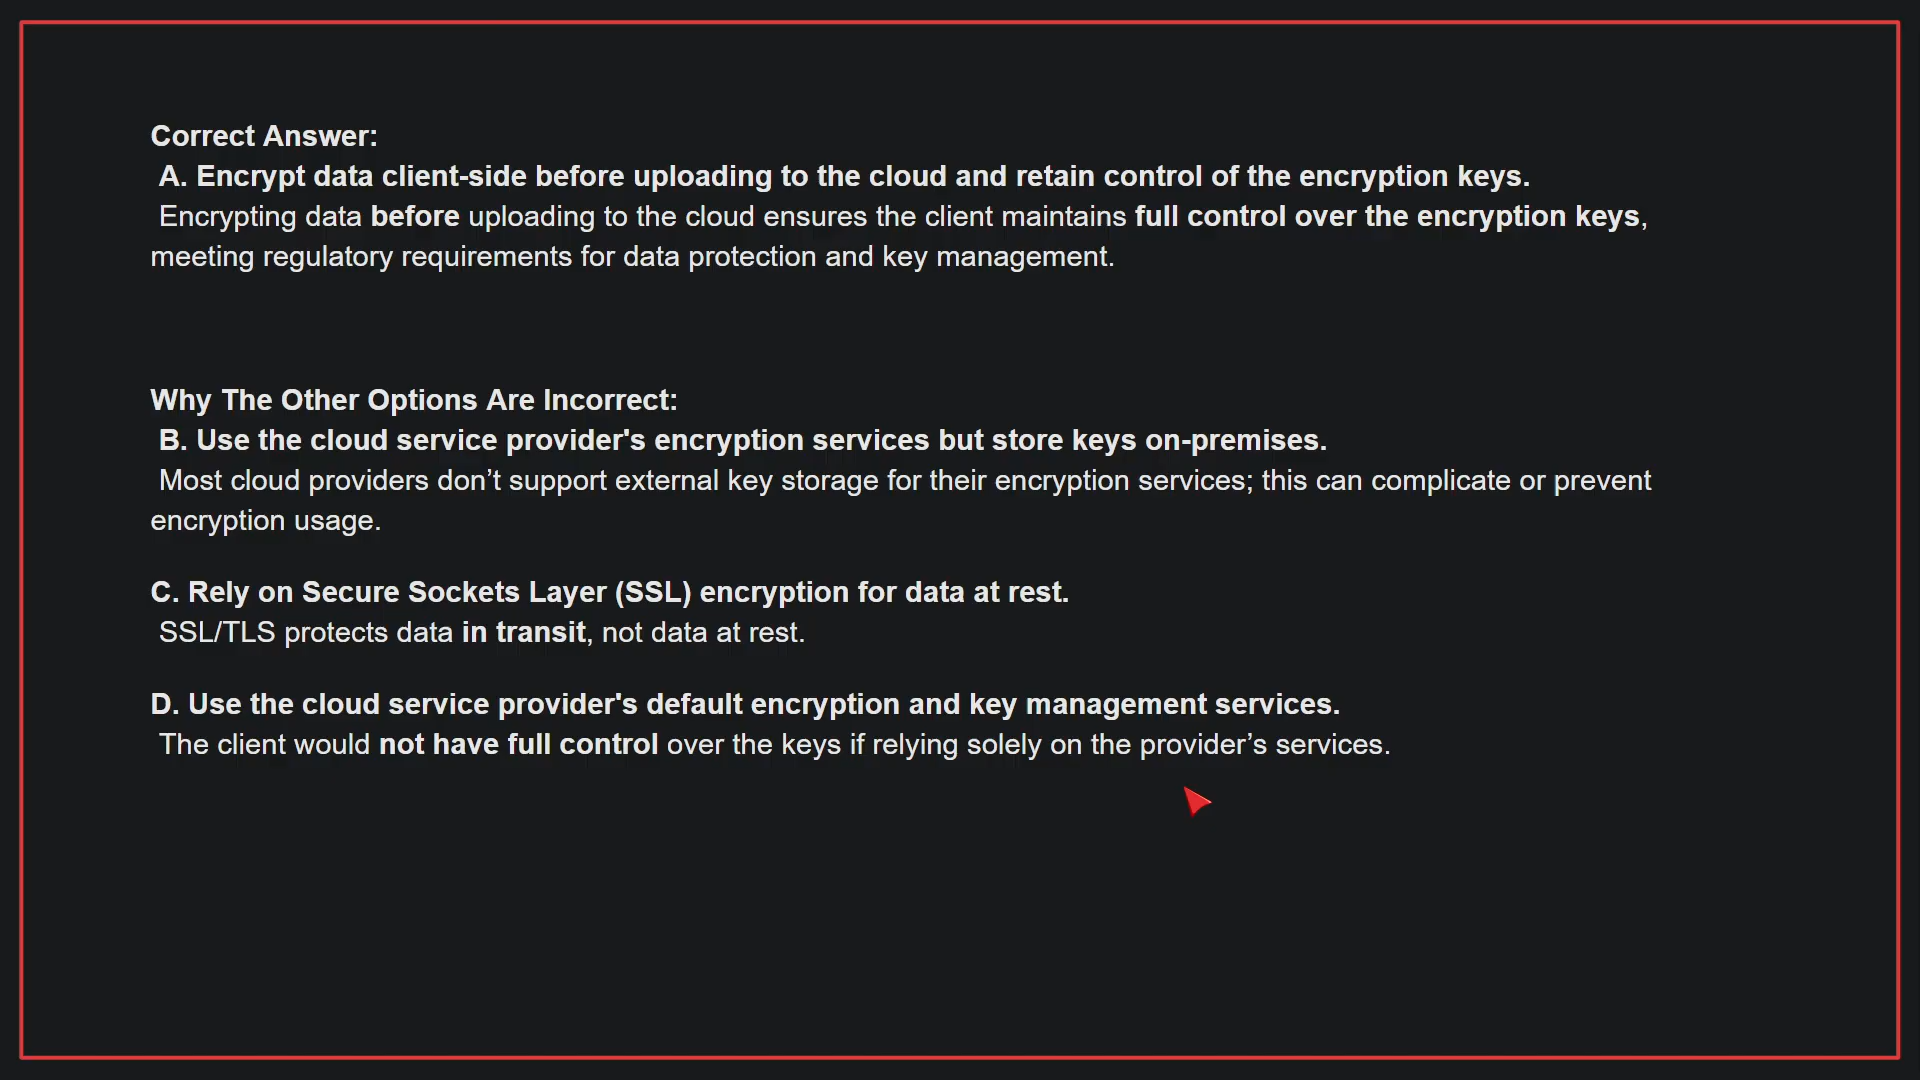 Correct Answer:
A. Encrypt data client-side before uploading to the cloud and retain control of the encryption keys.
Encrypting data before uploading to the cloud ensures the client maintains full control over the encryption keys,
meeting regulatory requirements for data protection and key management.
Why The Other Options Are Incorrect:
B. Use the cloud service provider's encryption services but store keys on-premises.
Most cloud providers don’t support external key storage for their encryption services; this can complicate or prevent
encryption usage.
C. Rely on Secure Sockets Layer (SSL) encryption for data at rest.
SSL/TLS protects data in transit, not data at rest.
D. Use the cloud service provider's default encryption and key management services.
The client would not have full control over the keys if relying solely on the provider’s services.